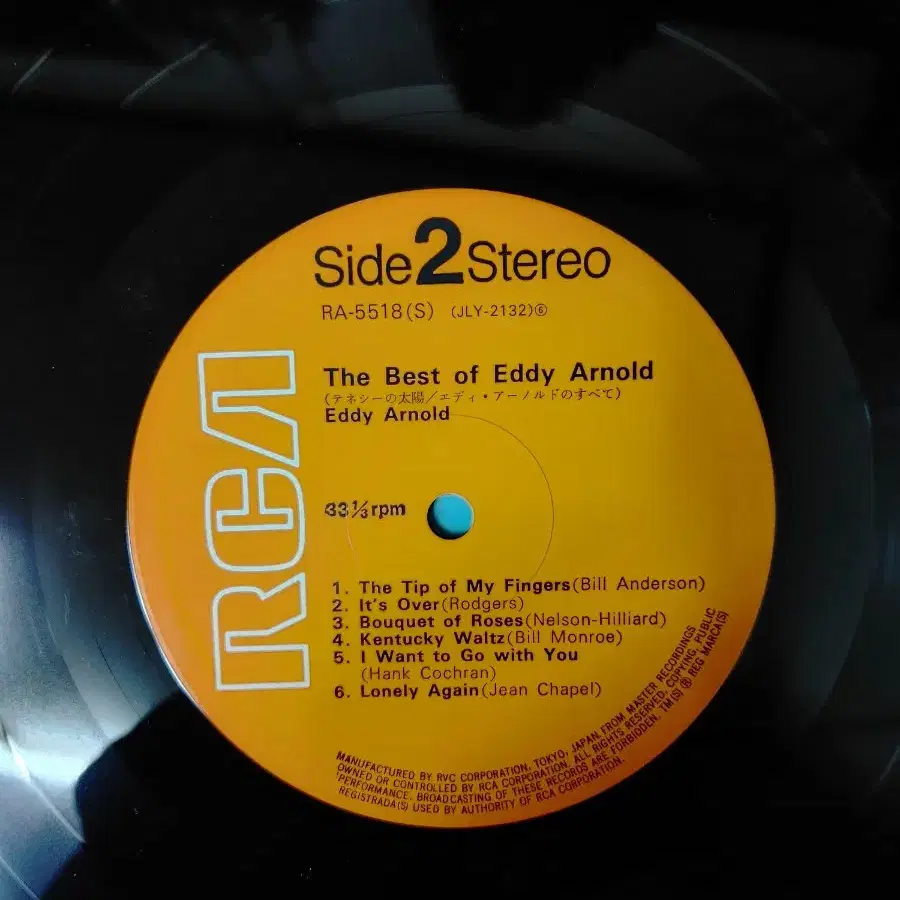 Side 2 Stereo
RA-5518(S) (JLY-2132)⑥
The Best of Eddy Arnold
(テネシーの太陽/エディ・アーノルドのすべて)
Eddy Arnold
33⅓rpm
RCA
1. The Tip of My Fingers(Bill Anderson)
2. It's Over(Rodgers)
3. Bouquet of Roses(Nelson-Hilliard)
4. Kentucky Waltz(Bill Monroe)
5. I Want to Go with You
(Hank Cochran)
6. Lonely Again(Jean Chapel)
MANUFACTURED BY RVC CORPORATION, TOKYO, JAPAN, FROM MASTER RECORDINGS
OWNED OR CONTROLLED BY RCA CORPORATION. ALL RIGHTS RESERVED. COPYING, PUBLIC
PERFORMANCE, BROADCASTING OF THESE RECORDS ARE FORBIDDEN. TM(S) ® REG MARCA(S)
REGISTRADA(S) USED BY AUTHORITY OF RCA CORPORATION.